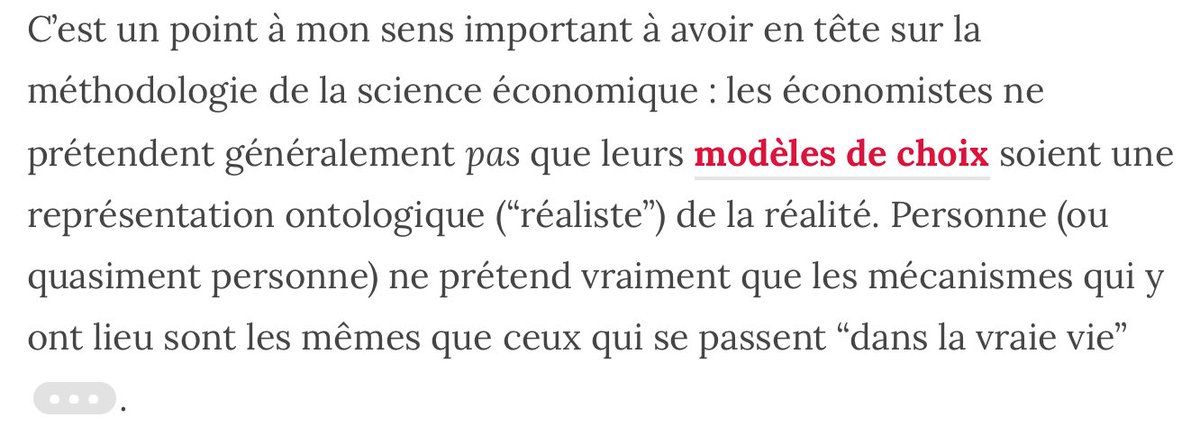 C’est un point à mon sens important à avoir en tête sur la
méthodologie de la science économique : les économistes ne
prétendent généralement pas que leurs modèles de choix soient une
représentation ontologique (“réaliste”) de la réalité. Personne (ou
quasiment personne) ne prétend vraiment que les mécanismes qui y
ont lieu sont les mêmes que ceux qui se passent “dans la vraie vie”
.